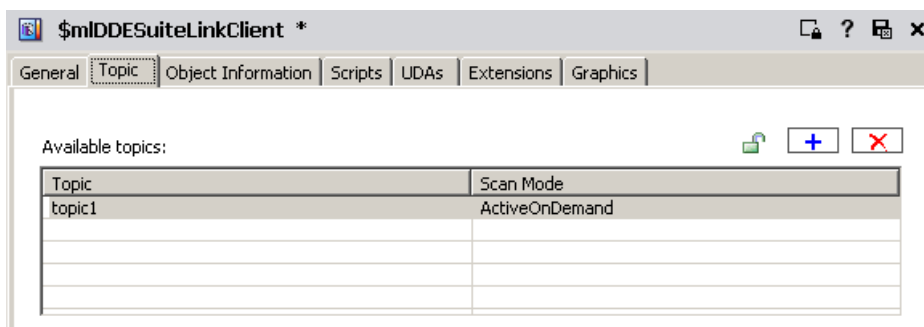 $mlDDESuiteLinkClient *
General Topic Object Information Scripts UDAs Extensions Graphics
Available topics:
Topic Scan Mode
topic1 ActiveOnDemand